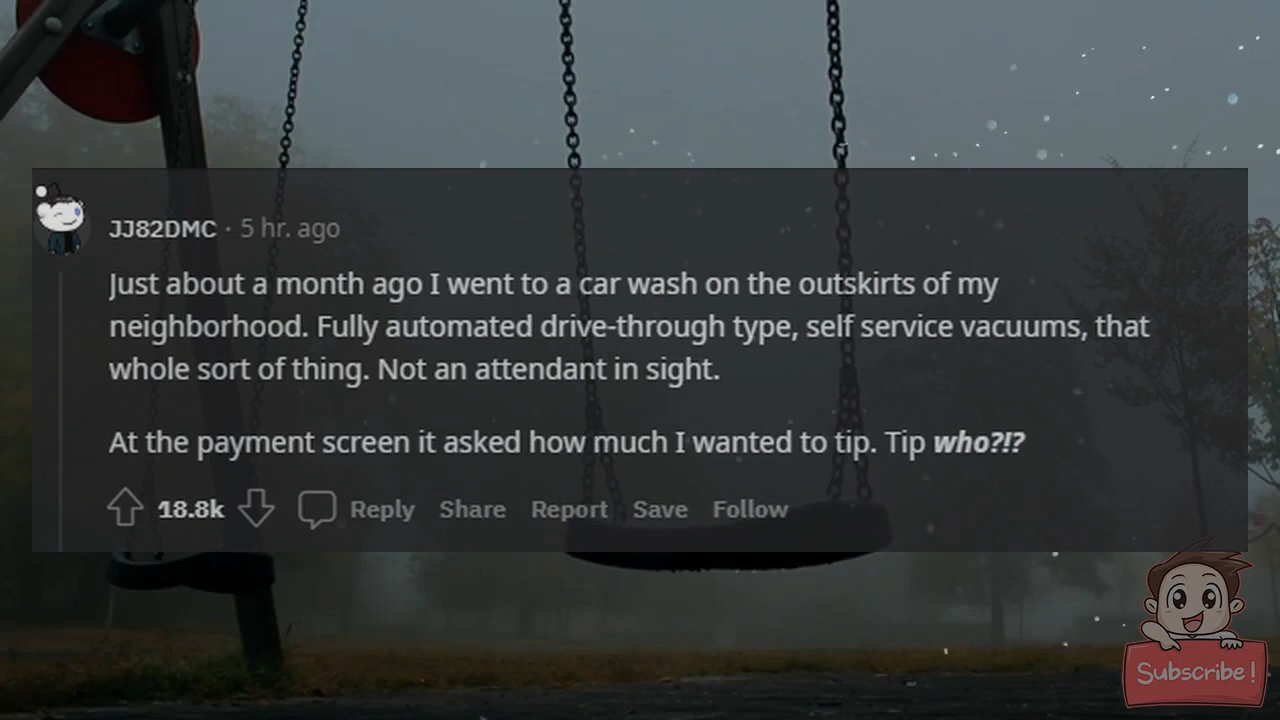 JJ82DMC · 5 hr. ago
Just about a month ago I went to a car wash on the outskirts of my
neighborhood. Fully automated drive-through type, self service vacuums, that
whole sort of thing. Not an attendant in sight.
At the payment screen it asked how much I wanted to tip. Tip who?!?
18.8k Reply Share Report Save Follow
Subscribe!